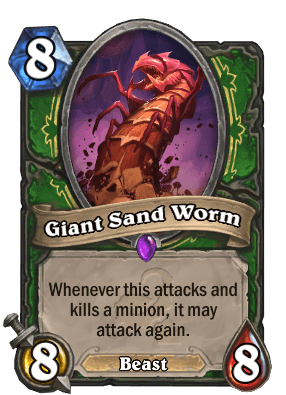 8
Giant Sand Worm
Whenever this attacks and
kills a minion, it may
attack again.
8
Beast
8